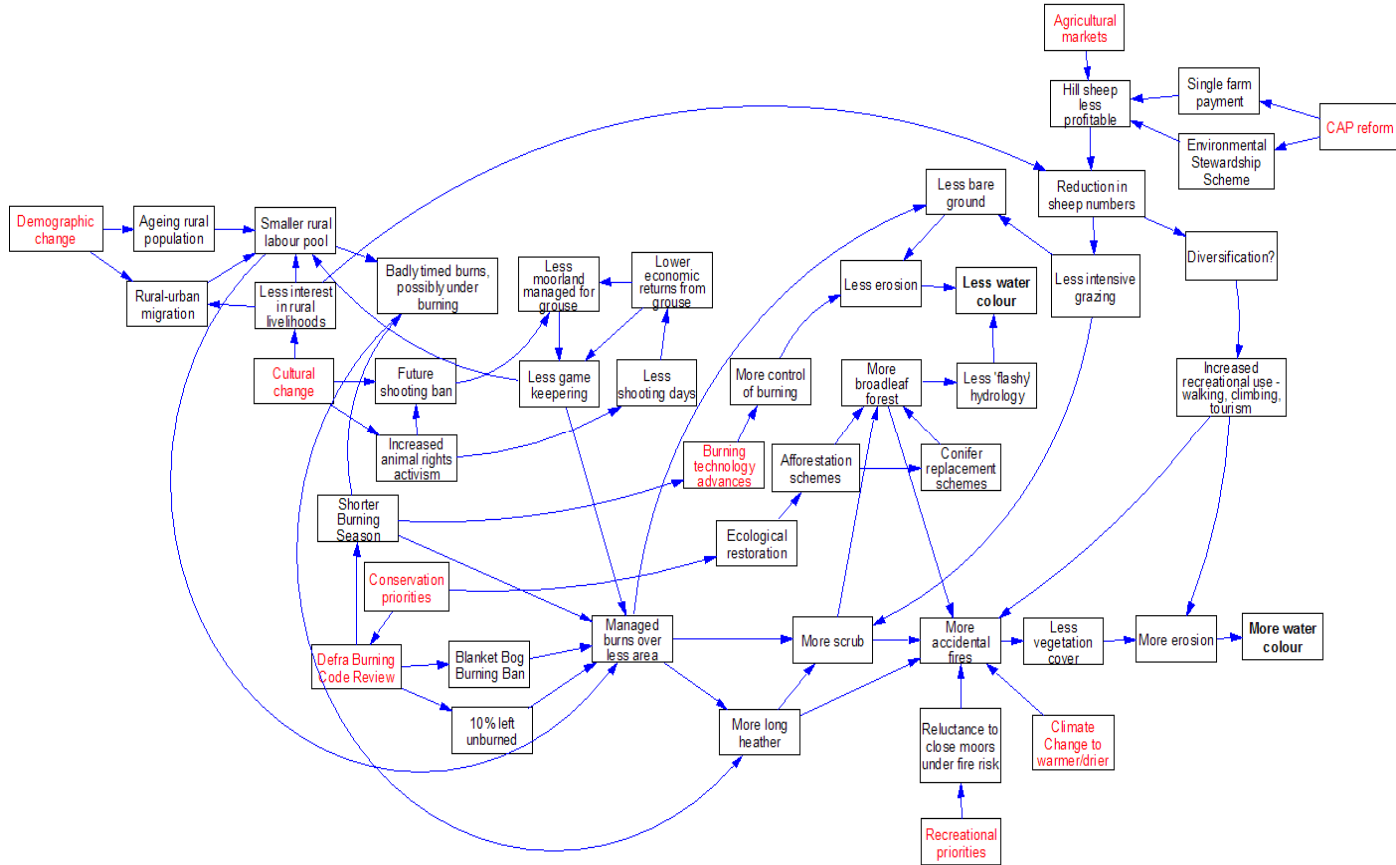 Agricultural
markets
Hill sheep
less
profitable
Single farm
payment
CAP reform
Environmental
Stewardship
Scheme
Less bare
ground
Reduction in
sheep numbers
Demographic
change
Ageing rural
population
Smaller rural
labour pool
Diversification?
Badly timed burns,
possibly under
burning
Less
moorland
managed for
grouse
Lower
economic
returns from
grouse
Less erosion
Less water
colour
Less intensive
grazing
Rural-urban
migration
Less interest
in rural
livelihoods
Cultural
change
Future
shooting ban
Less game
keepering
Less
shooting days
More control
of burning
More
broadleaf
forest
Less 'flashy'
hydrology
Increased
recreational use -
walking, climbing,
tourism
Increased
animal rights
activism
Burning
technology
advances
Afforestation
schemes
Conifer
replacement
schemes
Shorter
Burning
Season
Ecological
restoration
Conservation
priorities
Managed
burns over
less area
More scrub
More
accidental
fires
Less
vegetation
cover
More erosion
More water
colour
Defra Burning
Code Review
Blanket Bog
Burning Ban
10% left
unburned
More long
heather
Reluctance to
close moors
under fire risk
Climate
Change to
warmer/drier
Recreational
priorities